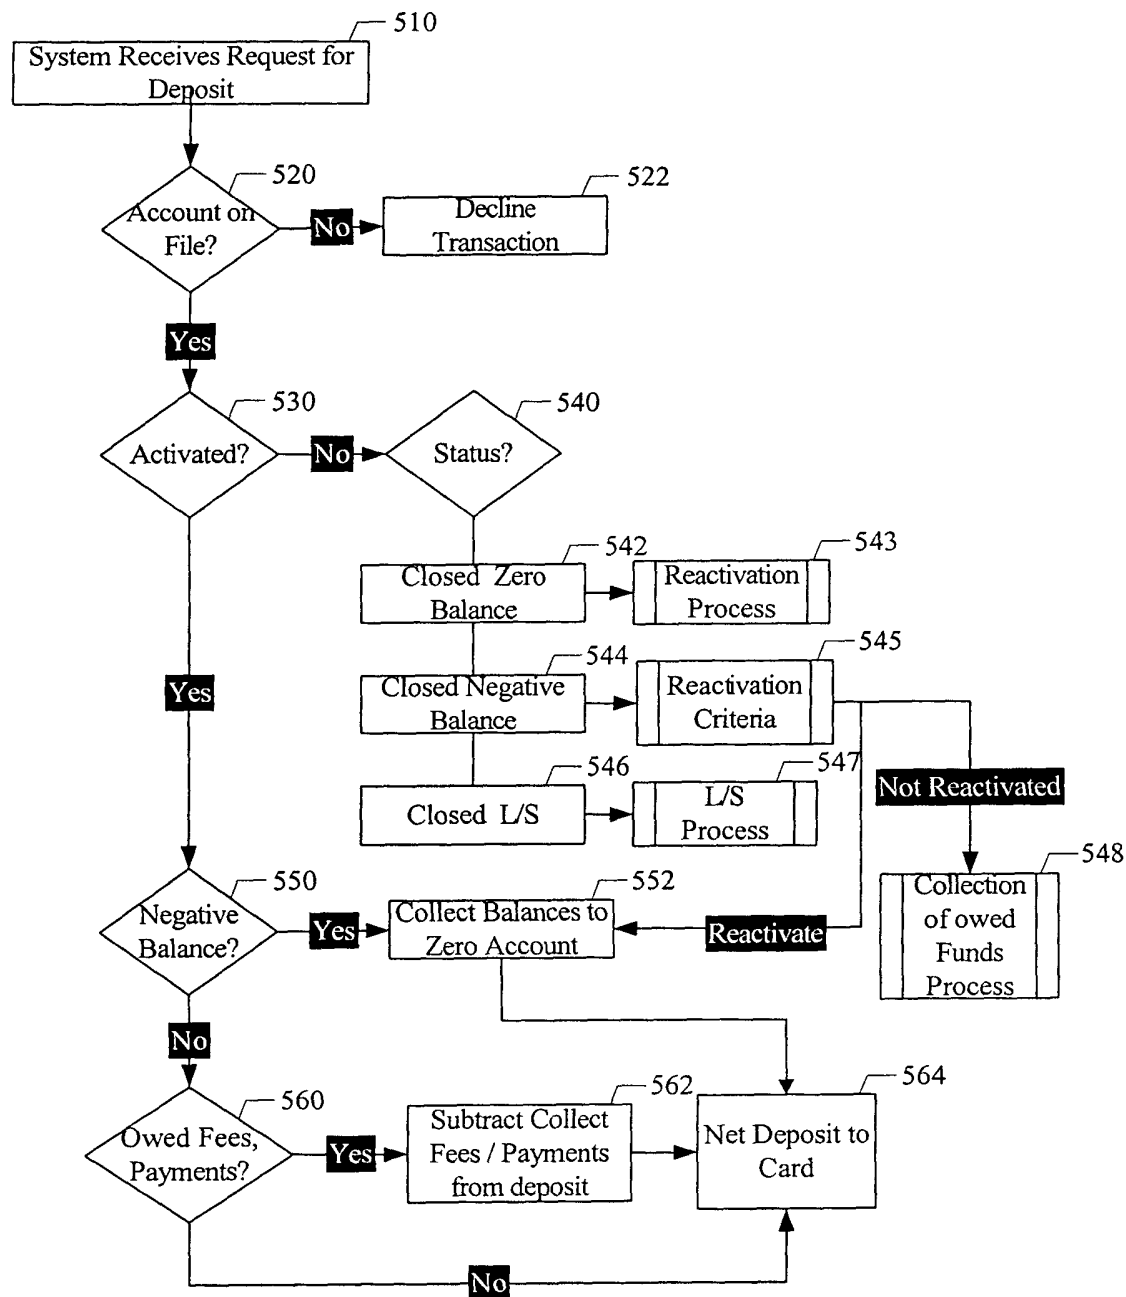 510
System Receives Request for
Deposit
520
Account on
File?
No
522
Decline
Transaction
Yes
530
Activated?
No
540
Status?
542
Closed Zero
Balance
543
Reactivation
Process
Yes
544
Closed Negative
Balance
545
Reactivation
Criteria
546
Closed L/S
547
L/S
Process
Not Reactivated
548
Collection
of owed
Funds
Process
550
Negative
Balance?
Yes
552
Collect Balances to
Zero Account
Reactivate
No
560
Owed Fees,
Payments?
Yes
562
Subtract Collect
Fees / Payments
from deposit
564
Net Deposit to
Card
No